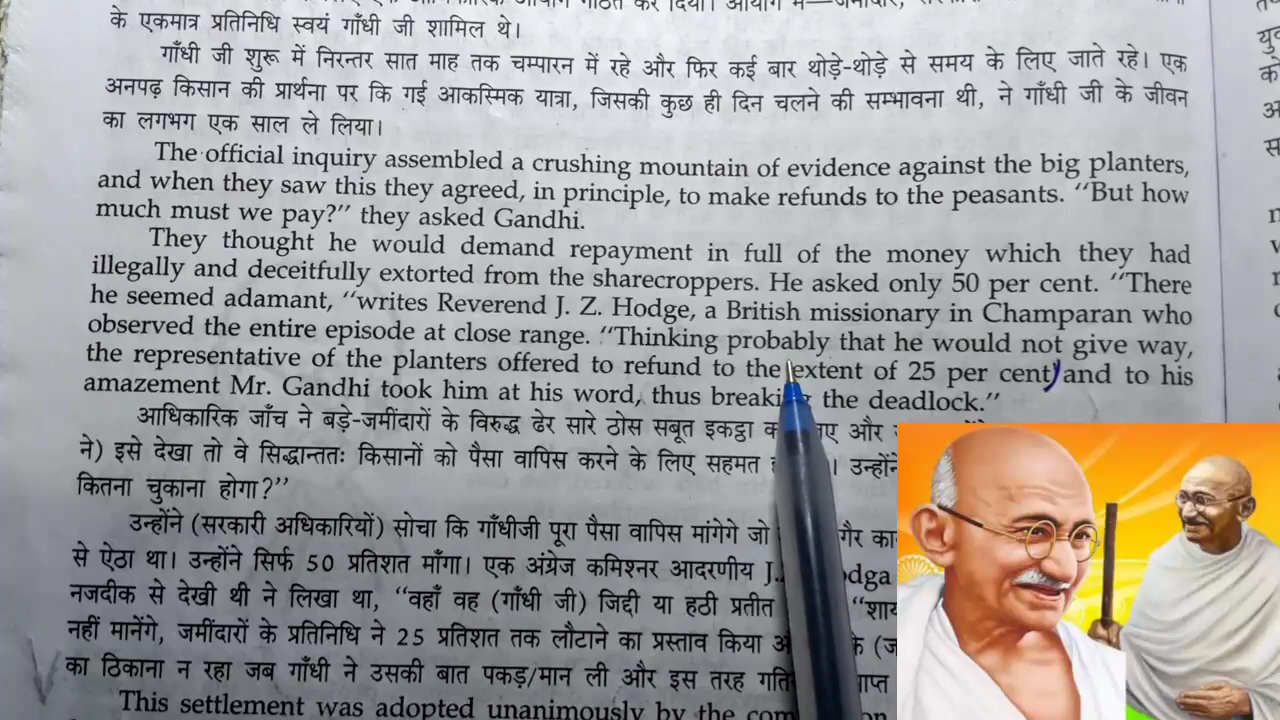 के एकमात्र प्रतिनिधि स्वयं गाँधी जी शामिल थे।
गाँधी जी शुरू में निरन्तर सात माह तक चम्पारन में रहे और फिर कई बार थोड़े-थोड़े से समय के लिए जाते रहे। एक
अनपढ़ किसान की प्रार्थना पर कि गई आकस्मिक यात्रा, जिसकी कुछ ही दिन चलने की सम्भावना थी, ने गाँधी जी के जीवन
का लगभग एक साल ले लिया।
The official inquiry assembled a crushing mountain of evidence against the big planters,
and when they saw this they agreed, in principle, to make refunds to the peasants. "But how
much must we pay?" they asked Gandhi.
They thought he would demand repayment in full of the money which they had
illegally and deceitfully extorted from the sharecroppers. He asked only 50 per cent. "There
he seemed adamant, "writes Reverend J. Z. Hodge, a British missionary in Champaran who
observed the entire episode at close range. "Thinking probably that he would not give way,
the representative of the planters offered to refund to the extent of 25 per cent, and to his
amazement Mr. Gandhi took him at his word, thus breaking the deadlock."
आधिकारिक जाँच ने बड़े-जमींदारों के विरुद्ध ढेर सारे ठोस सबूत इकट्ठा और
ने) इसे देखा तो वे सिद्धान्ततः किसानों को पैसा वापिस करने के लिए सहमत । उन्होंने
कितना चुकाना होगा?"
उन्होंने (सरकारी अधिकारियों) सोचा कि गाँधीजी पूरा पैसा वापिस मांगेगे जो
से ऐठा था। उन्होंने सिर्फ 50 प्रतिशत माँगा। एक अंग्रेज कमिश्नर आदरणीय
नजदीक से देखी थी ने लिखा था, "वहाँ वह (गाँधी जी) जिद्दी या हठी प्रतीत
नहीं मानेंगे, जमींदारों के प्रतिनिधि ने 25 प्रतिशत तक लौटाने का प्रस्ताव किया
का ठिकाना न रहा जब गाँधी ने उसकी बात पकड़/मान ली और इस तरह
This settlement was adopted unanimously by the